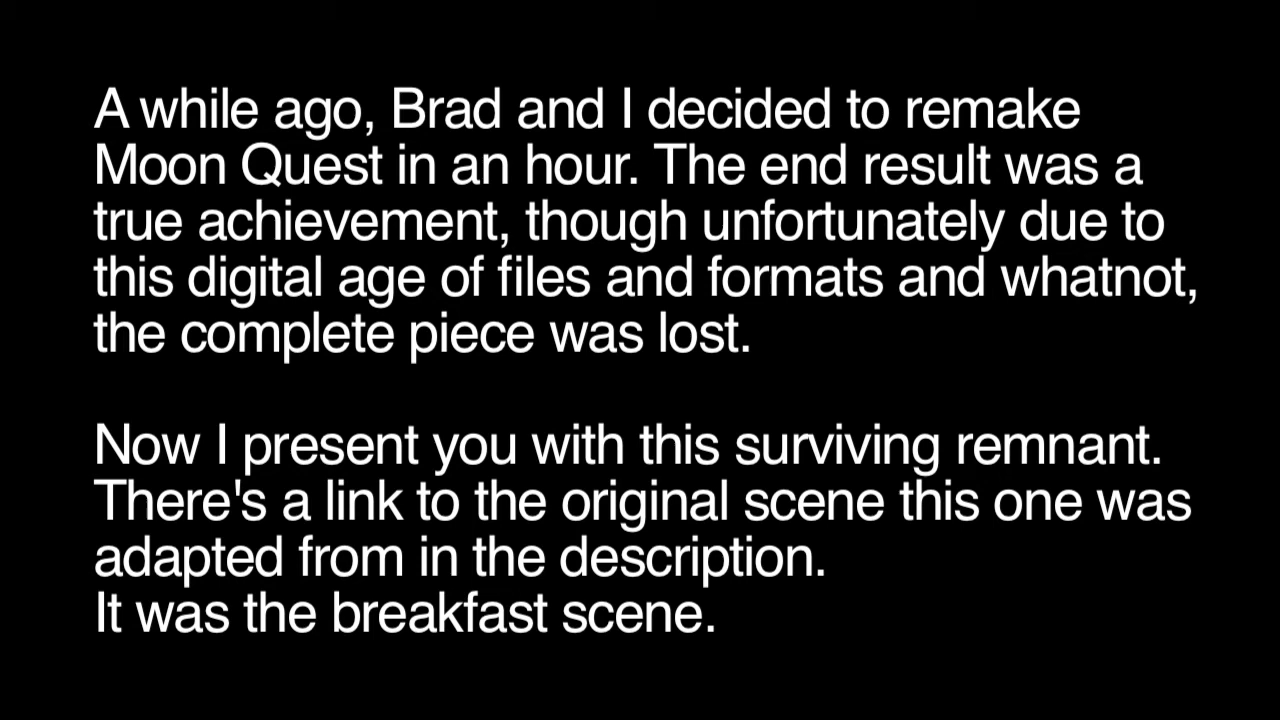 A while ago, Brad and I decided to remake
Moon Quest in an hour. The end result was a
true achievement, though unfortunately due to
this digital age of files and formats and whatnot,
the complete piece was lost.
Now I present you with this surviving remnant.
There's a link to the original scene this one was
adapted from in the description.
It was the breakfast scene.